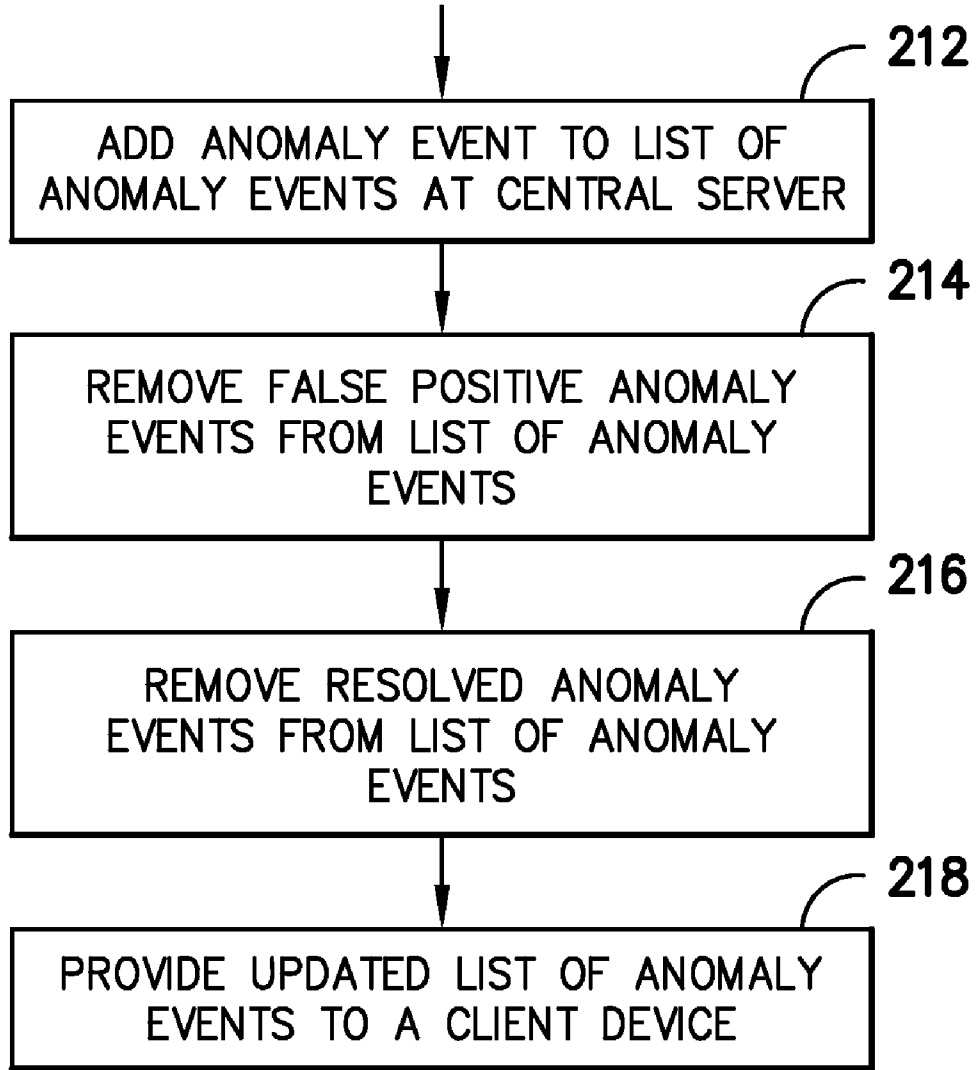 212
ADD ANOMALY EVENT TO LIST OF
ANOMALY EVENTS AT CENTRAL SERVER
214
REMOVE FALSE POSITIVE ANOMALY
EVENTS FROM LIST OF ANOMALY
EVENTS
216
REMOVE RESOLVED ANOMALY
EVENTS FROM LIST OF ANOMALY
EVENTS
218
PROVIDE UPDATED LIST OF ANOMALY
EVENTS TO A CLIENT DEVICE